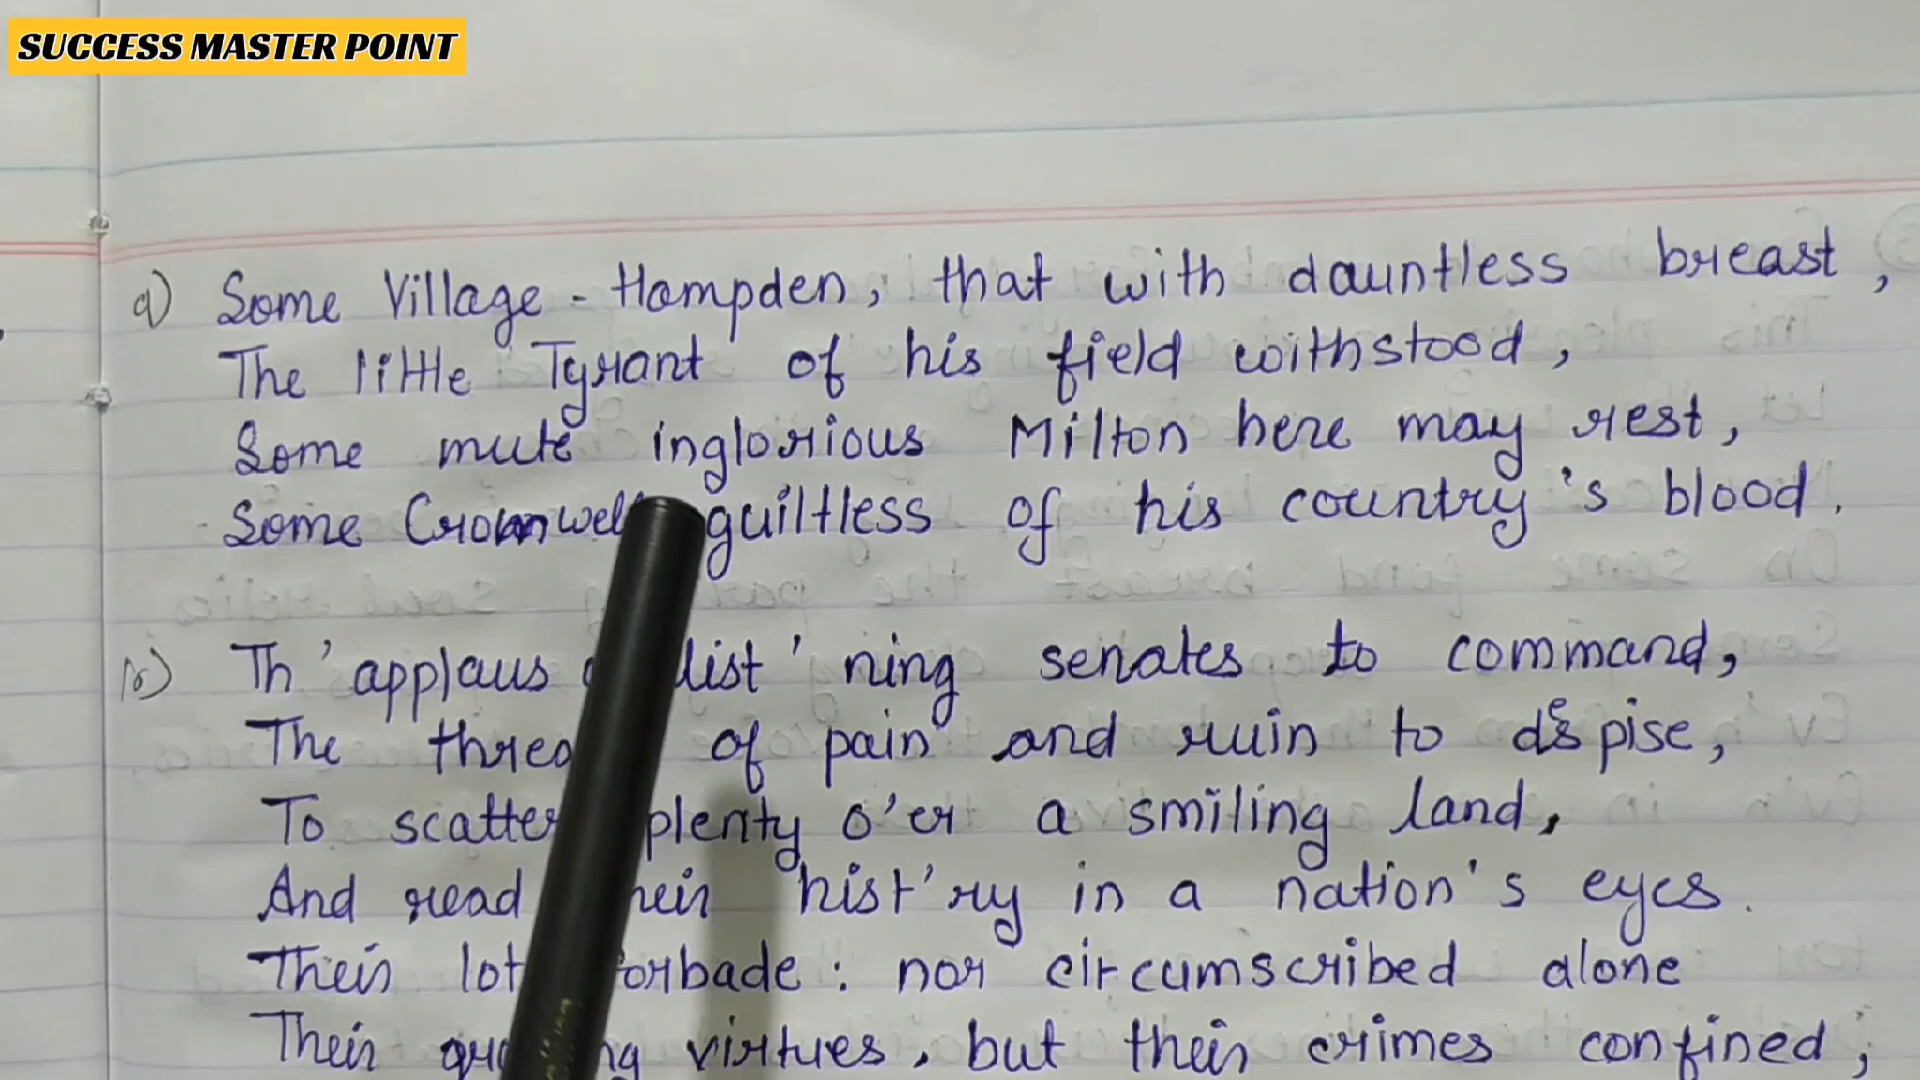 SUCCESS MASTER POINT
a) Some Village - Hampden, that with dauntless breast,
The little Tyrant of his field withstood,
Some mute inglorious Milton here may rest,
Some guiltless of his country's blood.
Th' applaus list' ning senates to command,
The of pain and ruin to despise,
To scatter plenty o'er a smiling land,
And read hist'ry in a nation's eyes.
Their lot : nor circumscribed alone
Their virtues, but their crimes confined;